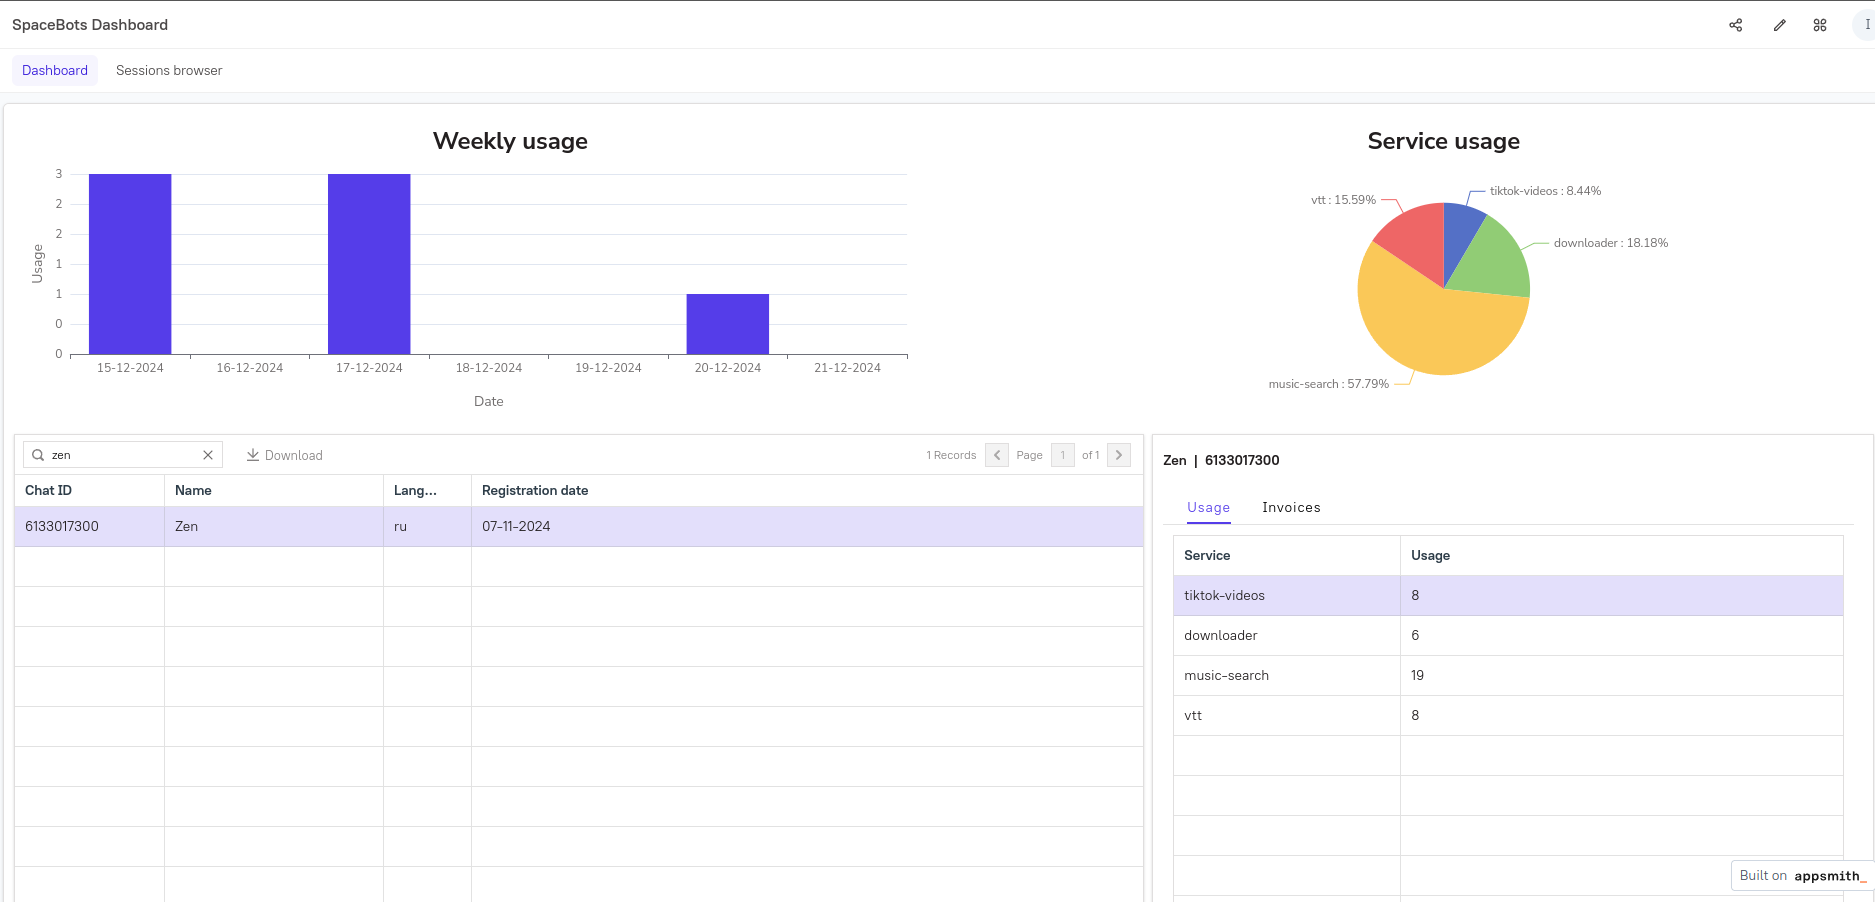 SpaceBots Dashboard
I
Dashboard Sessions browser
Weekly usage
3
2
2
1
1
0
0
Usage
15-12-2024 16-12-2024 17-12-2024 18-12-2024 19-12-2024 20-12-2024 21-12-2024
Date
Service usage
tiktok-videos : 8.44%
vtt : 15.59%
downloader : 18.18%
music-search : 57.79%
zen Download 1 Records Page 1 of 1
Chat ID Name Lang... Registration date
6133017300 Zen ru 07-11-2024
Zen | 6133017300
Usage Invoices
Service Usage
tiktok-videos 8
downloader 6
music-search 19
vtt 8
Built on appsmith_